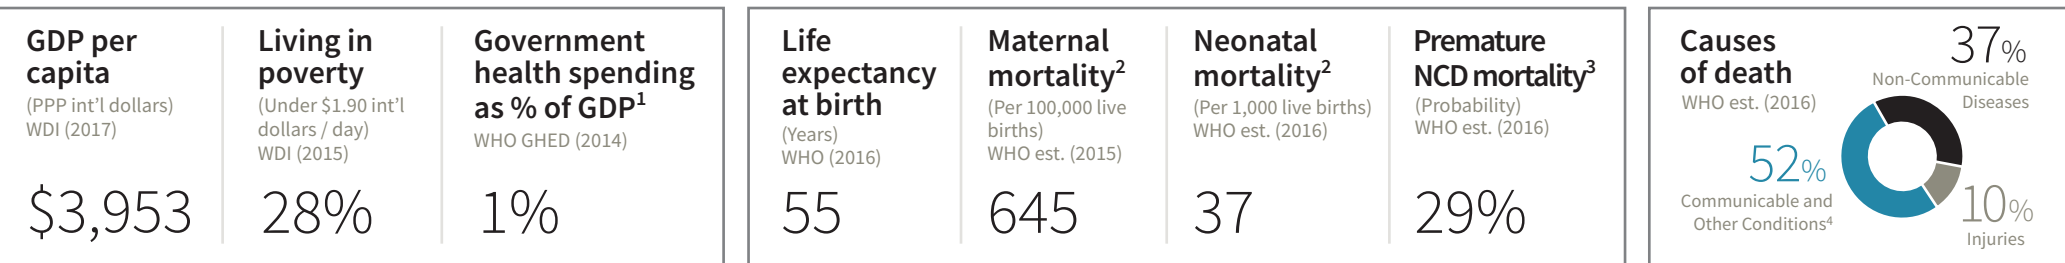 GDP per
capita
(PPP int’l dollars)
WDI (2017)
$3,953
Living in
poverty
(Under $1.90 int’l
dollars / day)
WDI (2015)
28%
Government
health spending
as % of GDP¹
WHO GHED (2014)
1%
Life
expectancy
at birth
(Years)
WHO (2016)
55
Maternal
mortality²
(Per 100,000 live
births)
WHO est. (2015)
645
Neonatal
mortality²
(Per 1,000 live births)
WHO est. (2016)
37
Premature
NCD mortality³
(Probability)
WHO est. (2016)
29%
Causes
of death
WHO est. (2016)
37%
Non-Communicable
Diseases
52%
Communicable and
Other Conditions⁴
10%
Injuries